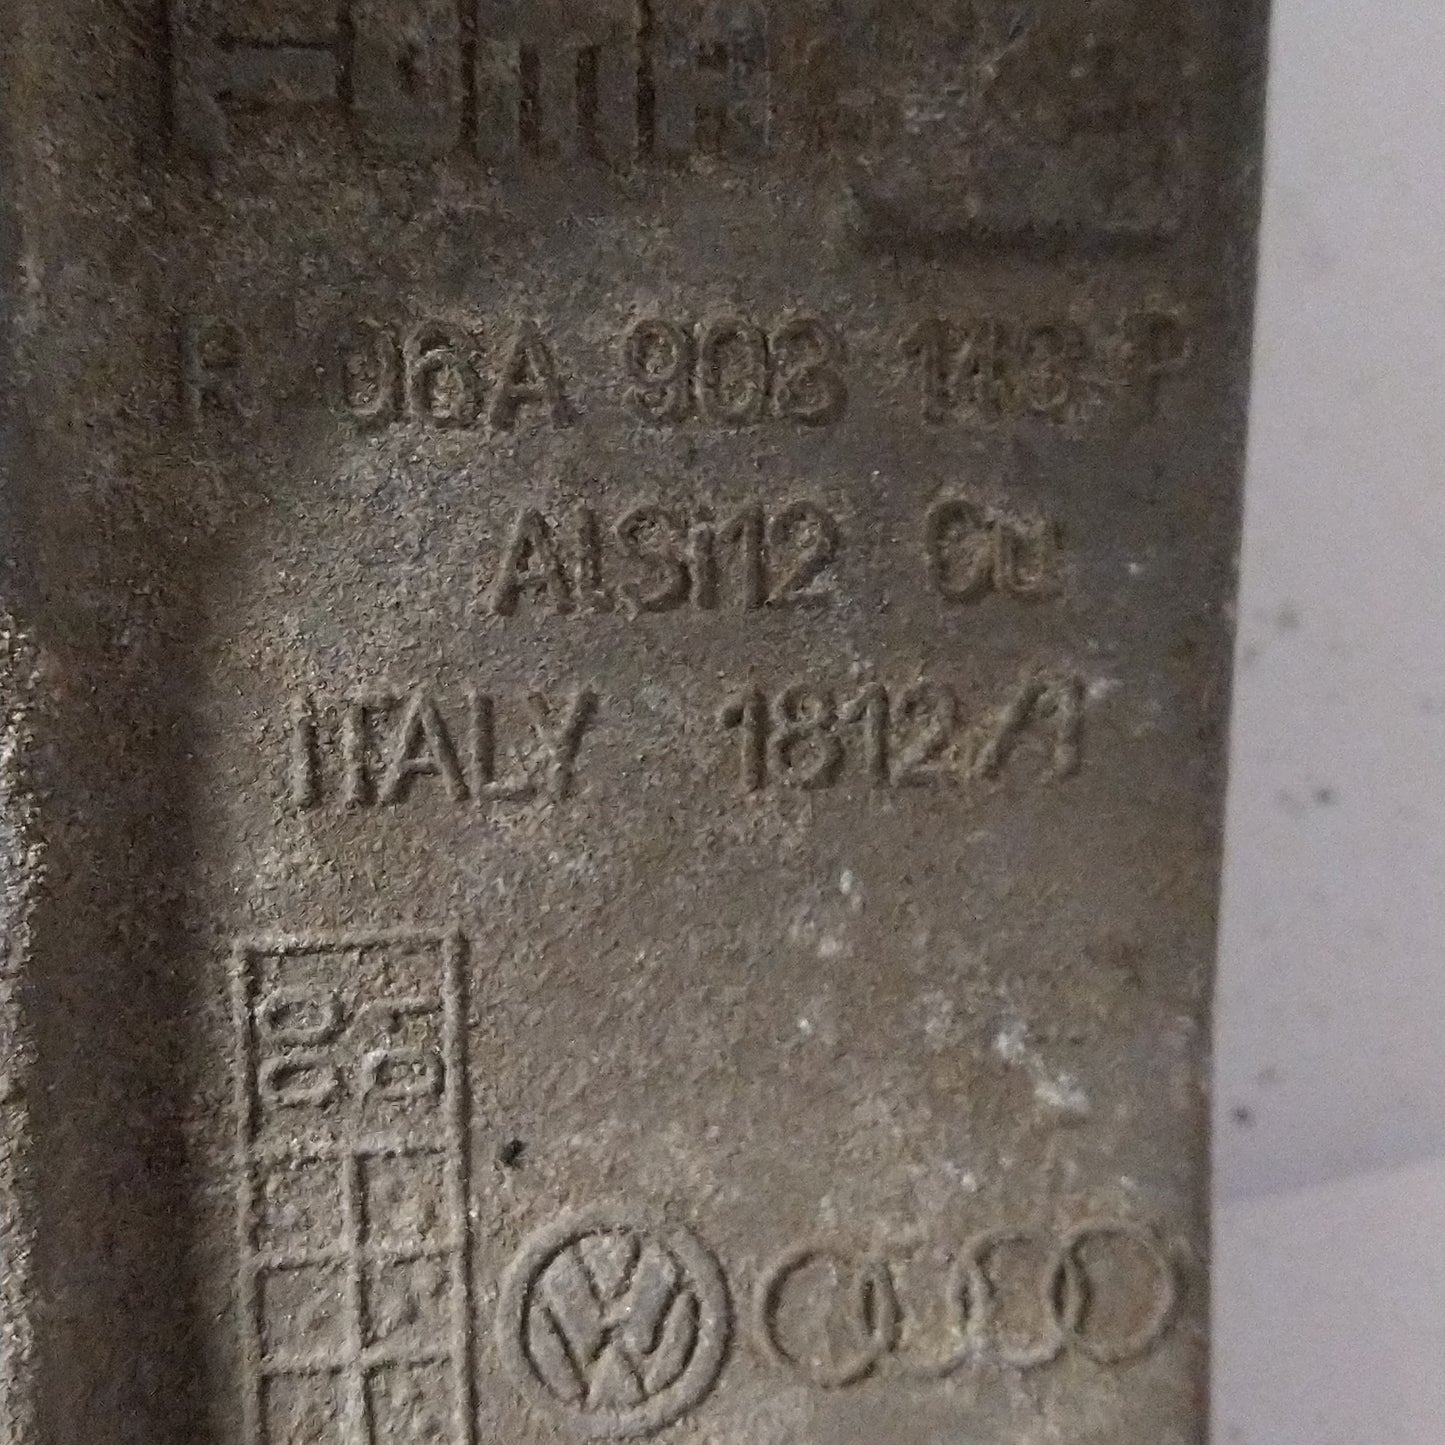 R 06A 903 143 P
AlSi12 Cu
ITALY 1812/1